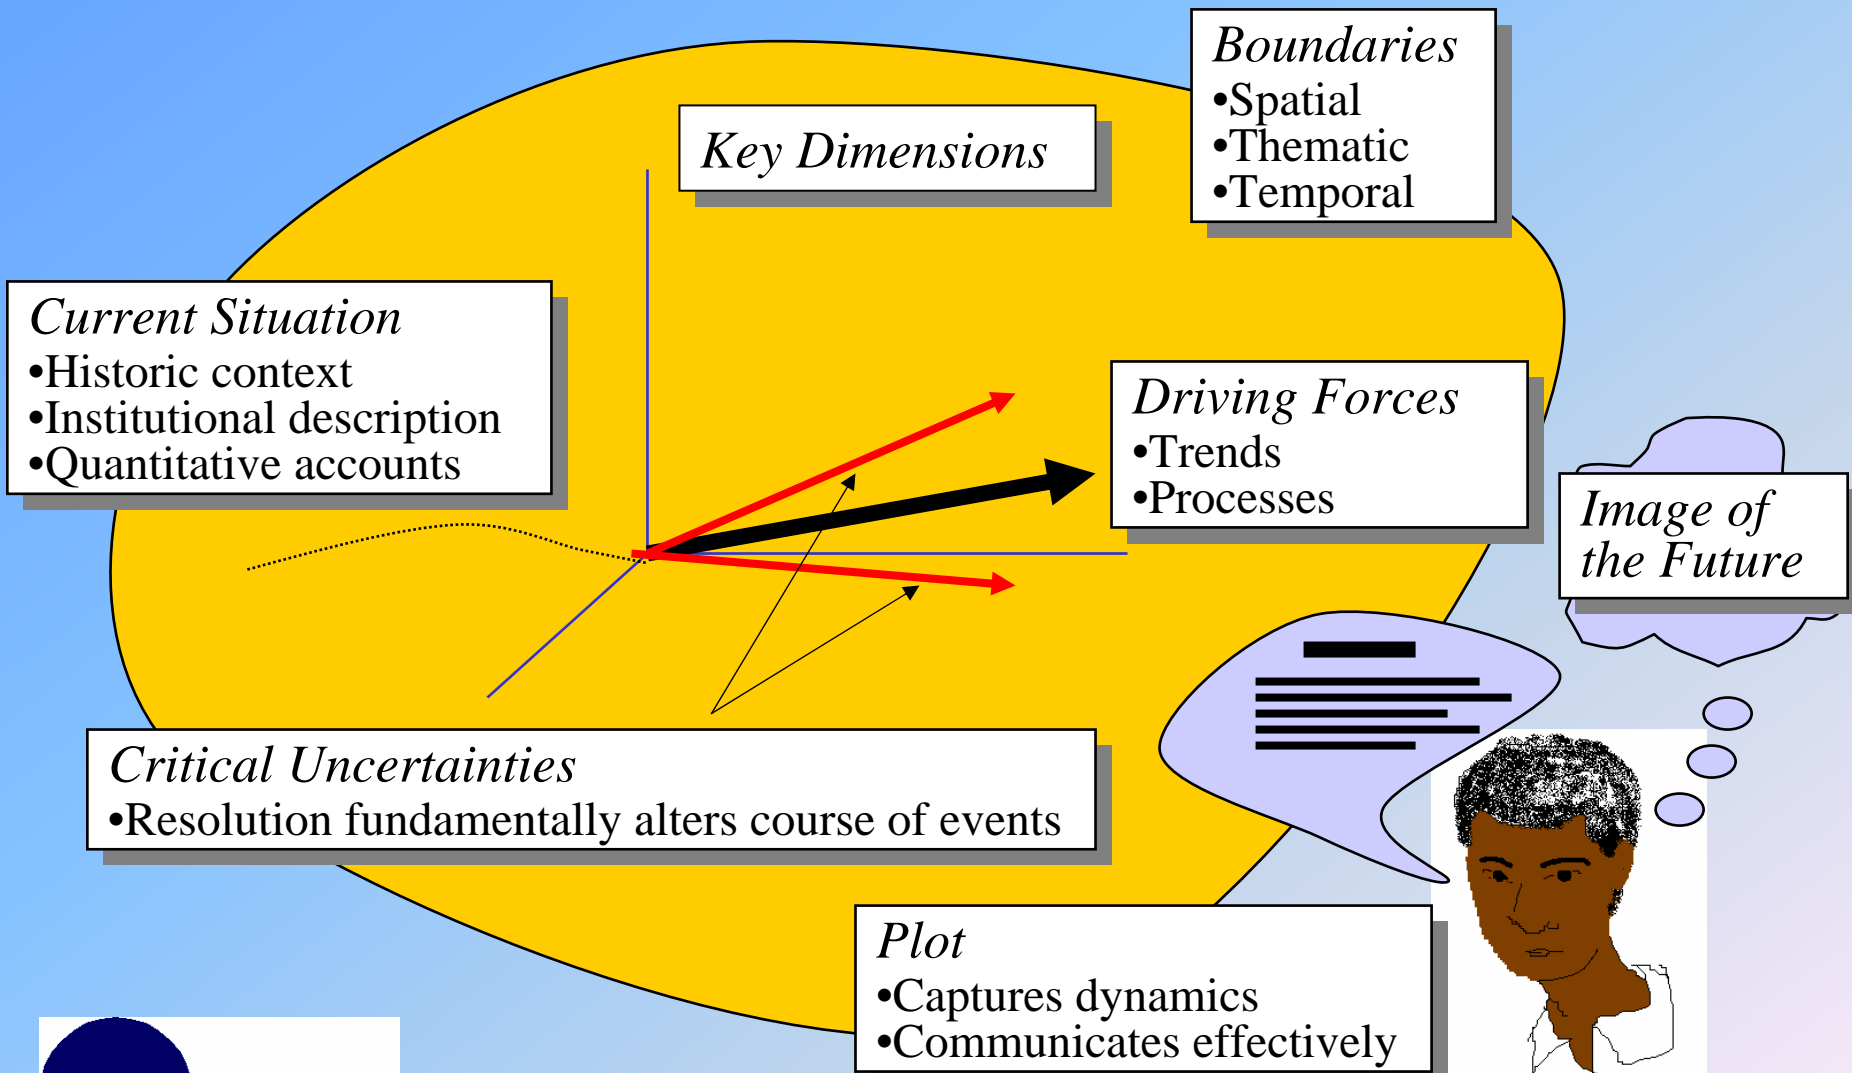 Boundaries
•Spatial
•Thematic
•Temporal
Key Dimensions
Current Situation
•Historic context
•Institutional description
•Quantitative accounts
Driving Forces
•Trends
•Processes
Image of
the Future
Critical Uncertainties
•Resolution fundamentally alters course of events
Plot
•Captures dynamics
•Communicates effectively